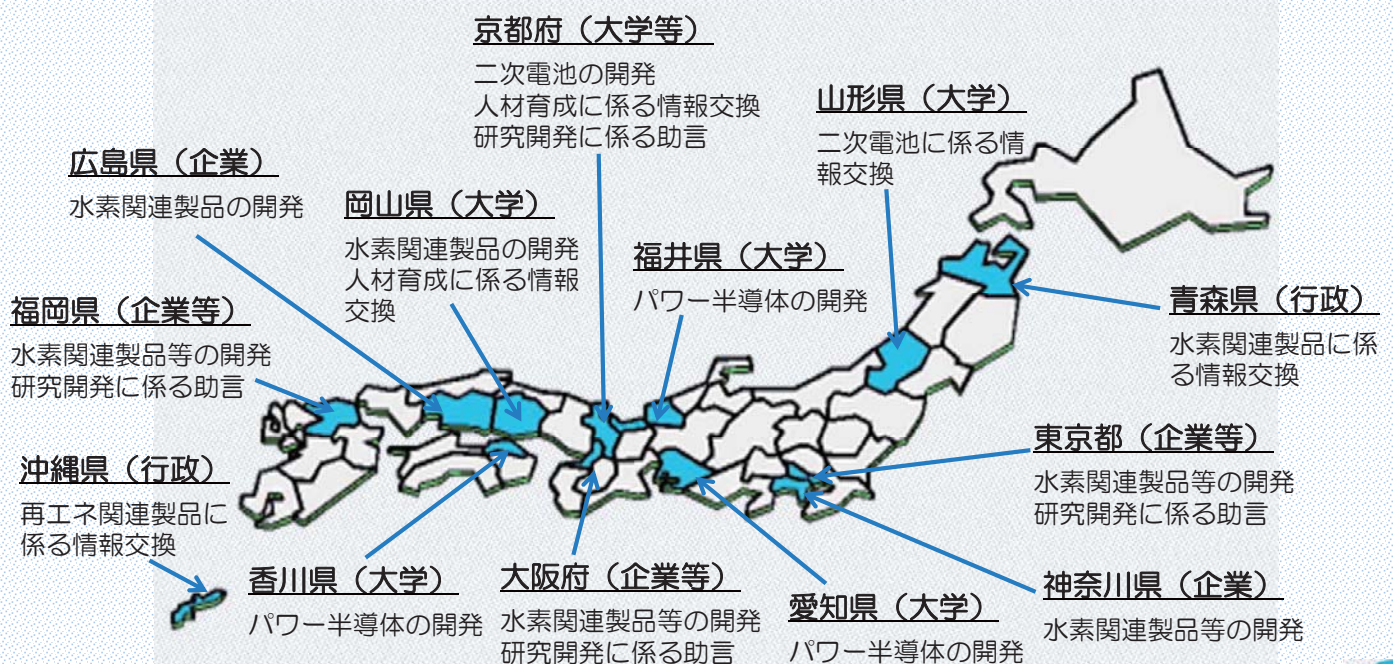 京都府（大学等）
二次電池の開発
人材育成に係る情報交換
研究開発に係る助言
山形県（大学）
二次電池に係る情
報交換
広島県（企業）
水素関連製品の開発
岡山県（大学）
水素関連製品の開発
人材育成に係る情報
交換
福井県（大学）
パワー半導体の開発
青森県（行政）
水素関連製品に係
る情報交換
福岡県（企業等）
水素関連製品等の開発
研究開発に係る助言
東京都（企業等）
水素関連製品等の開発
研究開発に係る助言
沖縄県（行政）
再エネ関連製品に
係る情報交換
香川県（大学）
パワー半導体の開発
大阪府（企業等）
水素関連製品等の開発
研究開発に係る助言
愛知県（大学）
パワー半導体の開発
神奈川県（企業）
水素関連製品等の開発